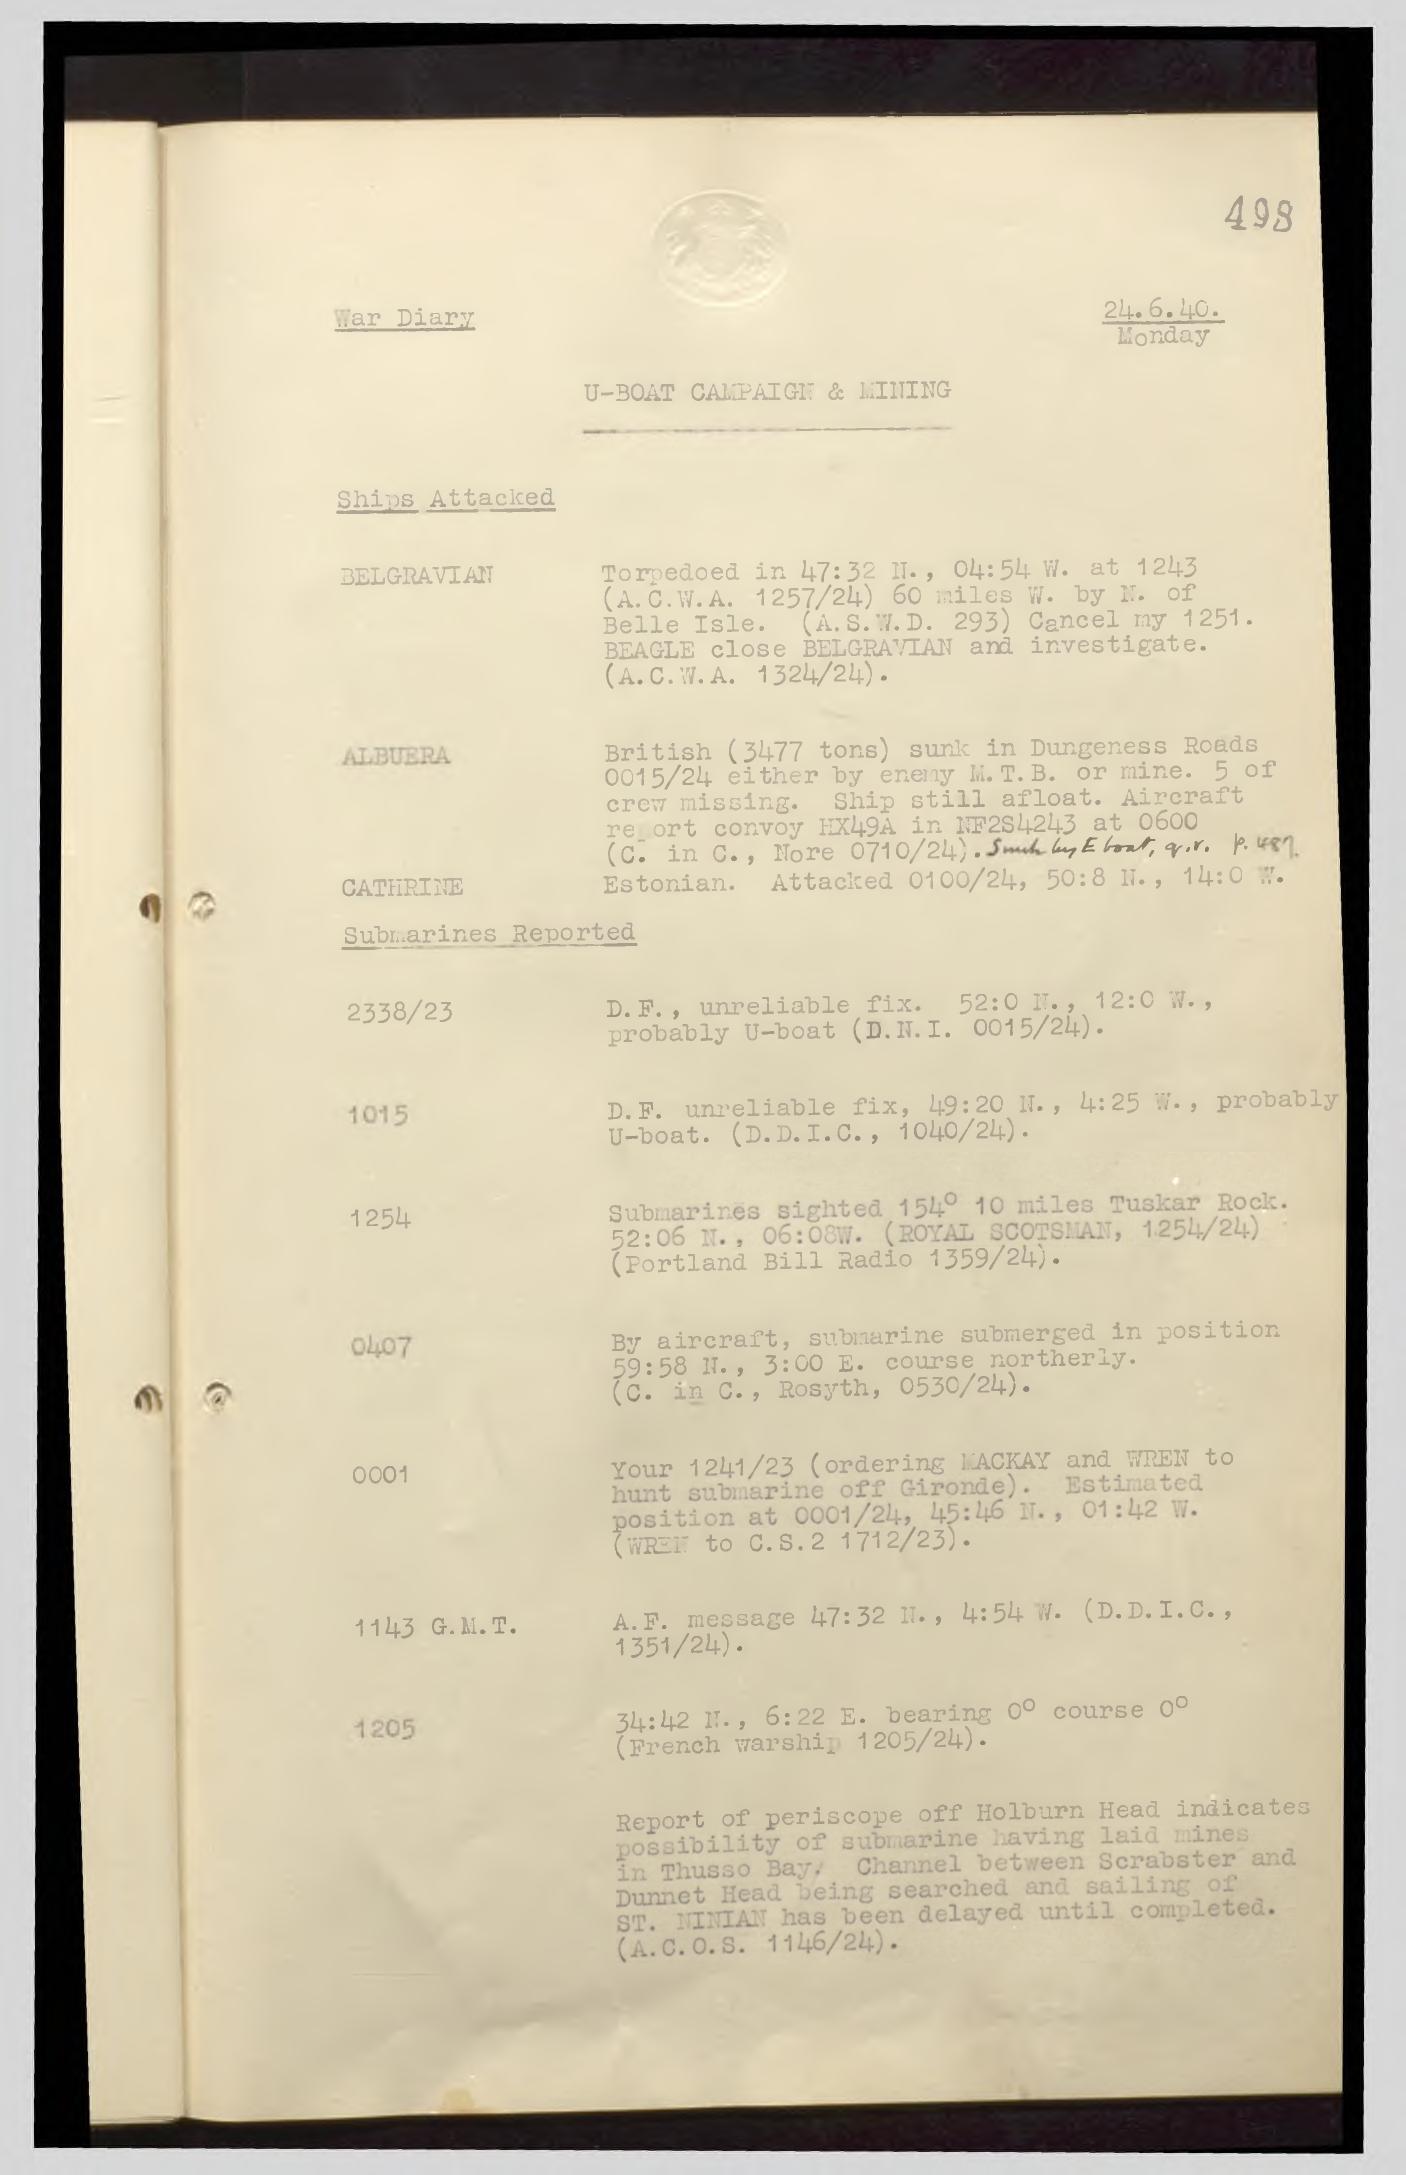 498
War Diary
24.6.40.
Monday
U-BOAT CAMPAIGN & MINING
Ships Attacked
BELGRAVIAN
Torpedoed in 47:32 N., 04:54 W. at 1243
(A.C.W.A. 1257/24) 60 miles W. by N. of
Belle Isle. (A.S.W.D. 293) Cancel my 1251.
BEAGLE close BELGRAVIAN and investigate.
(A.C.W.A. 1324/24).
ALBUERA
British (3477 tons) sunk in Dungeness Roads
0015/24 either by enemy M.T.B. or mine. 5 of
crew missing. Ship still afloat. Aircraft
re ort convoy HX49A in NF2S4243 at 0600
(C. in C., Nore 0710/24). Sunk by E boat, q.v. p. 487.
CATHRINE
Estonian. Attacked 0100/24, 50:8 N., 14:0 W.
Submarines Reported
2338/23
D.F., unreliable fix. 52:0 N., 12:0 W.,
probably U-boat (D.N.I. 0015/24).
1015
D.F. unreliable fix, 49:20 N., 4:25 W., probably
U-boat. (D.D.I.C., 1040/24).
1254
Submarines sighted 154° 10 miles Tuskar Rock.
52:06 N., 06:08W. (ROYAL SCOTSMAN, 1254/24)
(Portland Bill Radio 1359/24).
0407
By aircraft, submarine submerged in position
59:58 N., 3:00 E. course northerly.
(C. in C., Rosyth, 0530/24).
0001
Your 1241/23 (ordering MACKAY and WREN to
hunt submarine off Gironde). Estimated
position at 0001/24, 45:46 N., 01:42 W.
(WREN to C.S.2 1712/23).
1143 G.M.T.
A.F. message 47:32 N., 4:54 W. (D.D.I.C.,
1351/24).
1205
34:42 N., 6:22 E. bearing 0° course 0°
(French warship 1205/24).
Report of periscope off Holburn Head indicates
possibility of submarine having laid mines
in Thusso Bay. Channel between Scrabster and
Dunnet Head being searched and sailing of
ST. NINIAN has been delayed until completed.
(A.C.O.S. 1146/24).